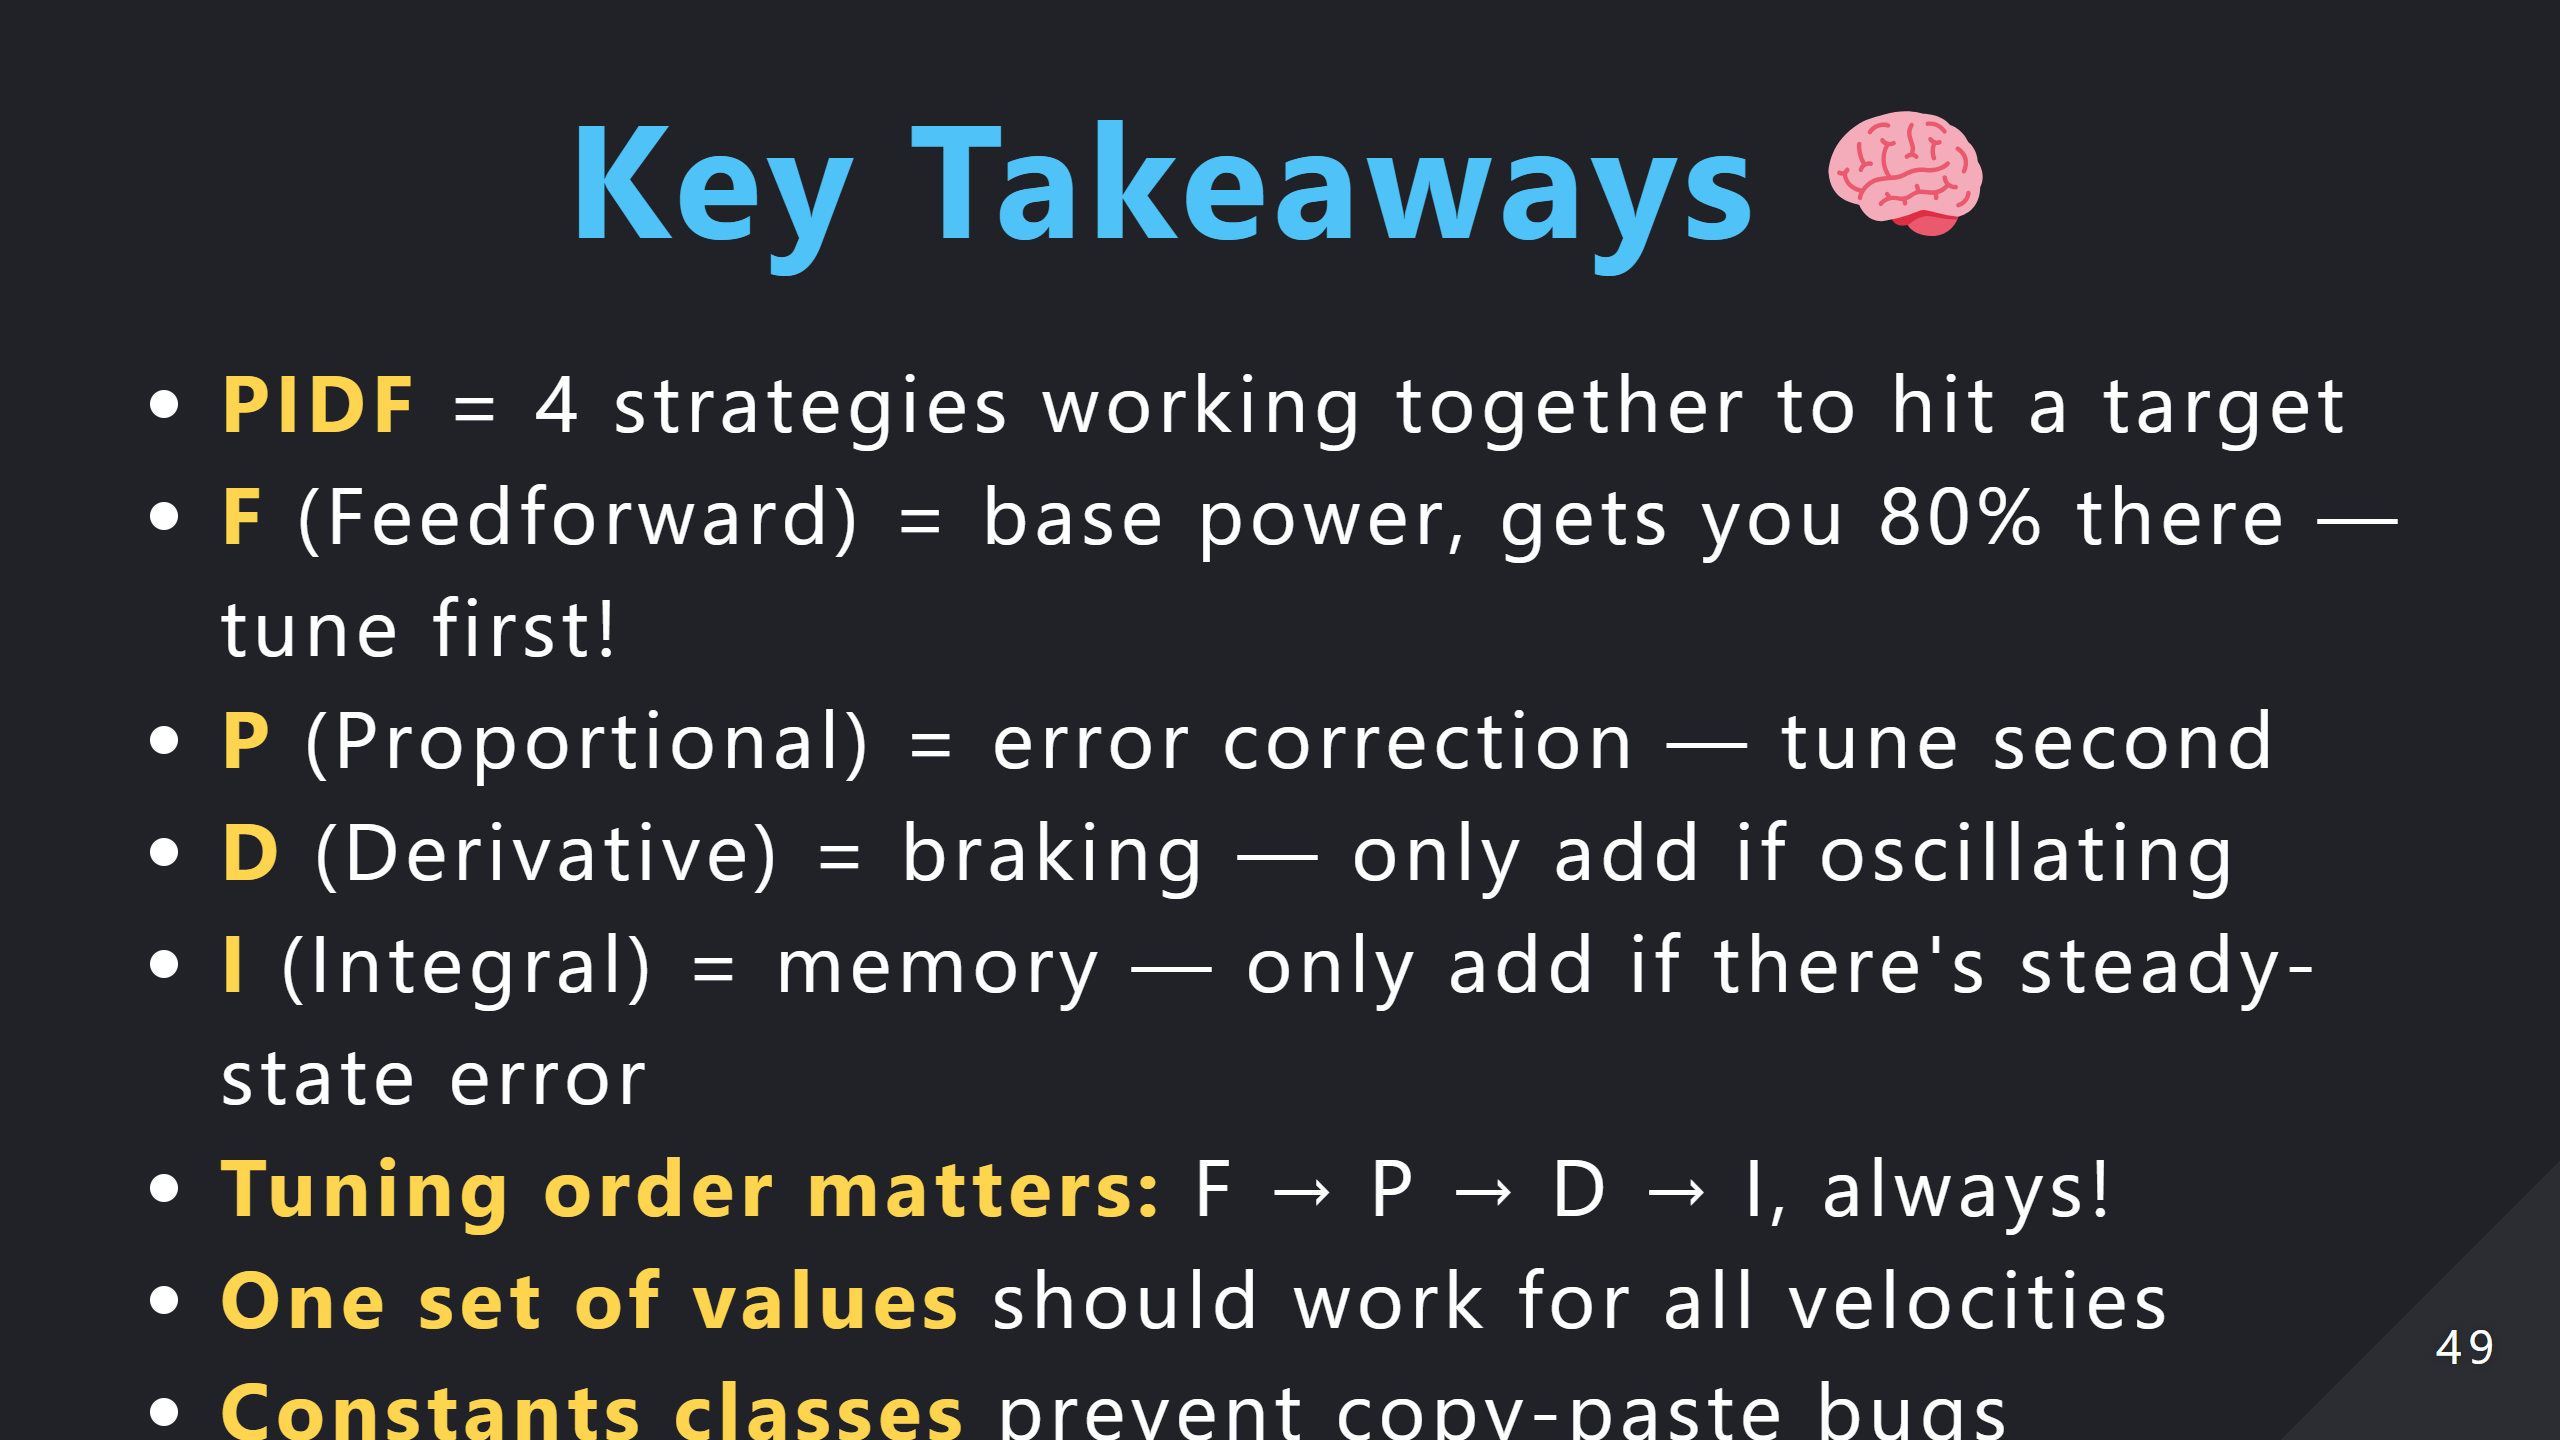 Key Takeaways 🧠
• PIDF = 4 strategies working together to hit a target
• F (Feedforward) = base power, gets you 80% there —
tune first!
• P (Proportional) = error correction — tune second
• D (Derivative) = braking — only add if oscillating
• I (Integral) = memory — only add if there's steady-
state error
• Tuning order matters: F → P → D → I, always!
• One set of values should work for all velocities
• Constants classes prevent copy-paste bugs
49